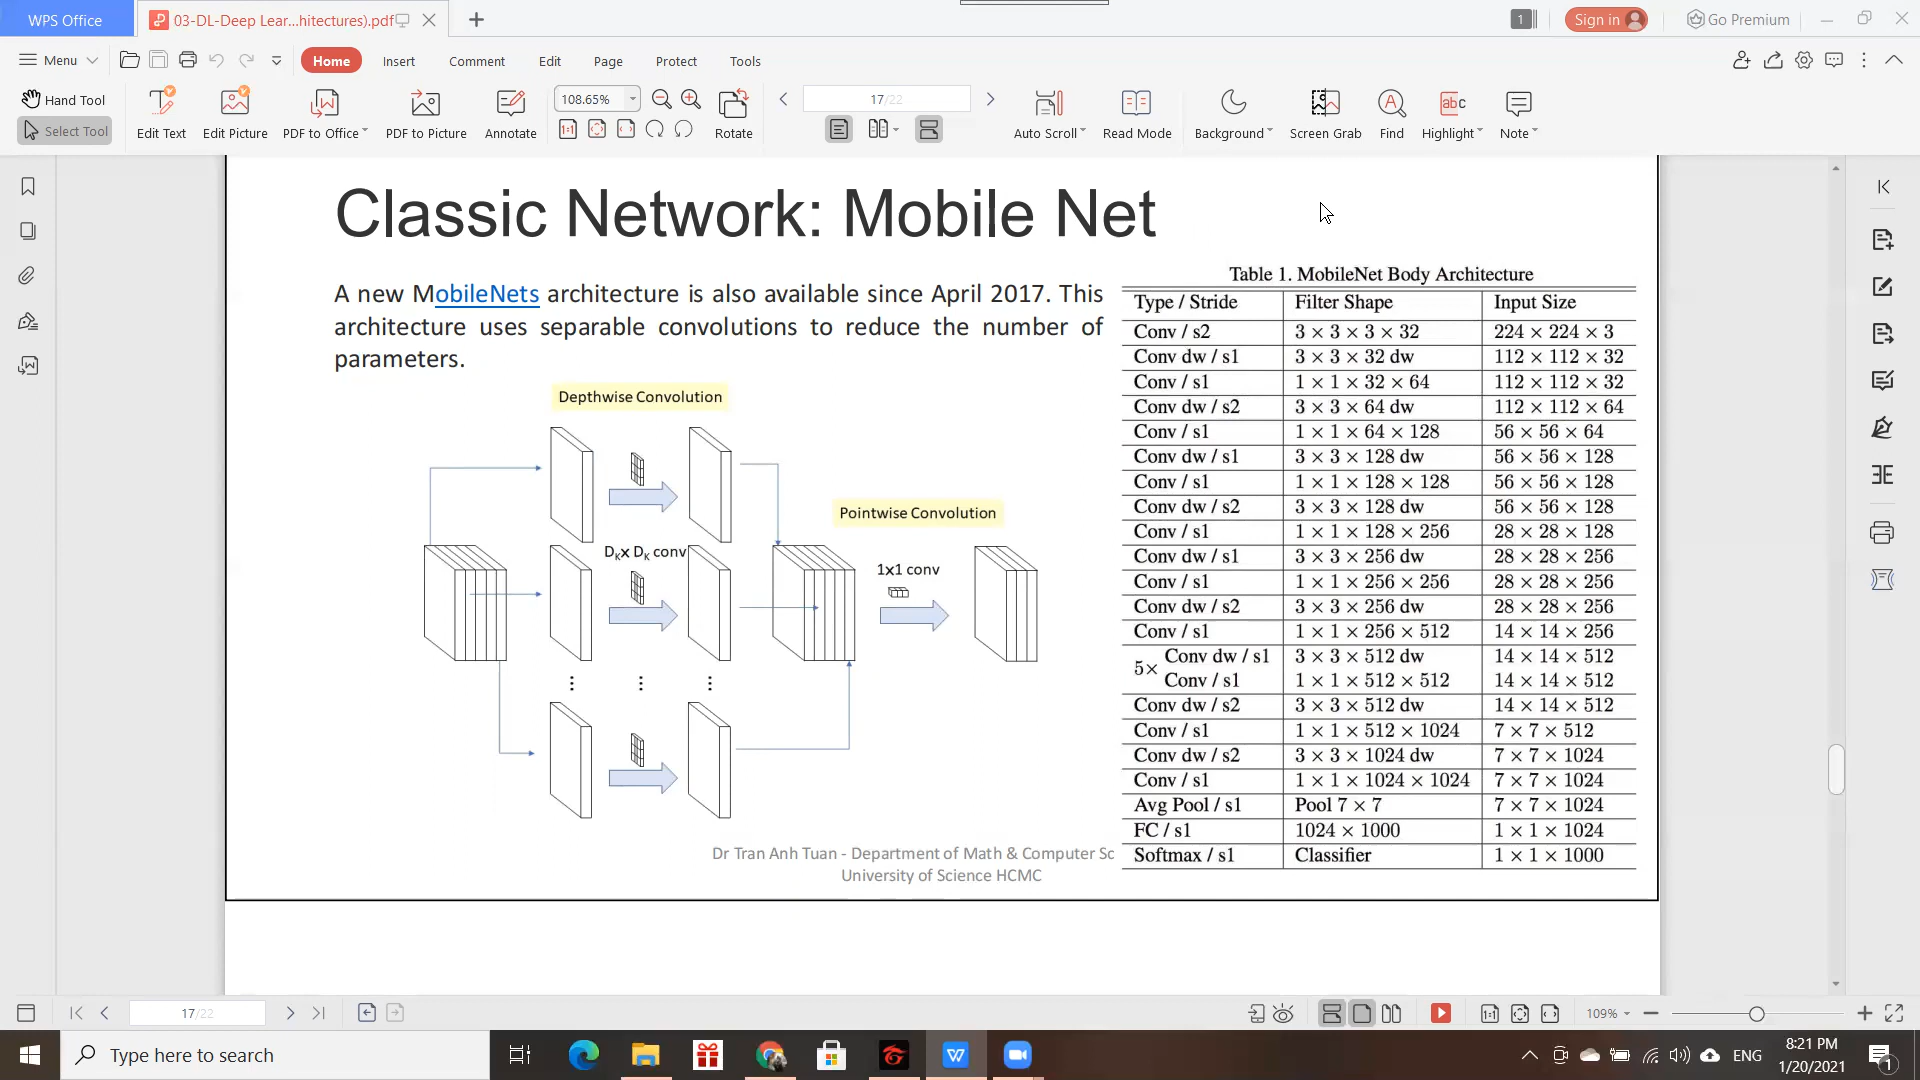 WPS Office
03-DL-Deep Lear...hitectures).pdf
1
Sign in
Go Premium
Menu
Home
Insert
Comment
Edit
Page
Protect
Tools
Hand Tool
Select Tool
Edit Text
Edit Picture
PDF to Office
PDF to Picture
Annotate
108.65%
1:1
Rotate
17/22
Auto Scroll
Read Mode
Background
Screen Grab
Find
abc
Highlight
Note
Classic Network: Mobile Net
A new MobileNets architecture is also available since April 2017. This
architecture uses separable convolutions to reduce the number of
parameters.
Depthwise Convolution
DK x DK conv
Pointwise Convolution
1x1 conv
Table 1. MobileNet Body Architecture
Type / Stride Filter Shape Input Size
Conv / s2 3 × 3 × 3 × 32 224 × 224 × 3
Conv dw / s1 3 × 3 × 32 dw 112 × 112 × 32
Conv / s1 1 × 1 × 32 × 64 112 × 112 × 32
Conv dw / s2 3 × 3 × 64 dw 112 × 112 × 64
Conv / s1 1 × 1 × 64 × 128 56 × 56 × 64
Conv dw / s1 3 × 3 × 128 dw 56 × 56 × 128
Conv / s1 1 × 1 × 128 × 128 56 × 56 × 128
Conv dw / s2 3 × 3 × 128 dw 56 × 56 × 128
Conv / s1 1 × 1 × 128 × 256 28 × 28 × 128
Conv dw / s1 3 × 3 × 256 dw 28 × 28 × 256
Conv / s1 1 × 1 × 256 × 256 28 × 28 × 256
Conv dw / s2 3 × 3 × 256 dw 28 × 28 × 256
Conv / s1 1 × 1 × 256 × 512 14 × 14 × 256
5× Conv dw / s1 3 × 3 × 512 dw 14 × 14 × 512
Conv / s1 1 × 1 × 512 × 512 14 × 14 × 512
Conv dw / s2 3 × 3 × 512 dw 14 × 14 × 512
Conv / s1 1 × 1 × 512 × 1024 7 × 7 × 512
Conv dw / s2 3 × 3 × 1024 dw 7 × 7 × 1024
Conv / s1 1 × 1 × 1024 × 1024 7 × 7 × 1024
Avg Pool / s1 Pool 7 × 7 7 × 7 × 1024
FC / s1 1024 × 1000 1 × 1 × 1024
Softmax / s1 Classifier 1 × 1 × 1000
Dr Tran Anh Tuan - Department of Math & Computer Sc
University of Science HCMC
17/22
1:1
109%
Type here to search
W
ENG
8:21 PM
1/20/2021
1